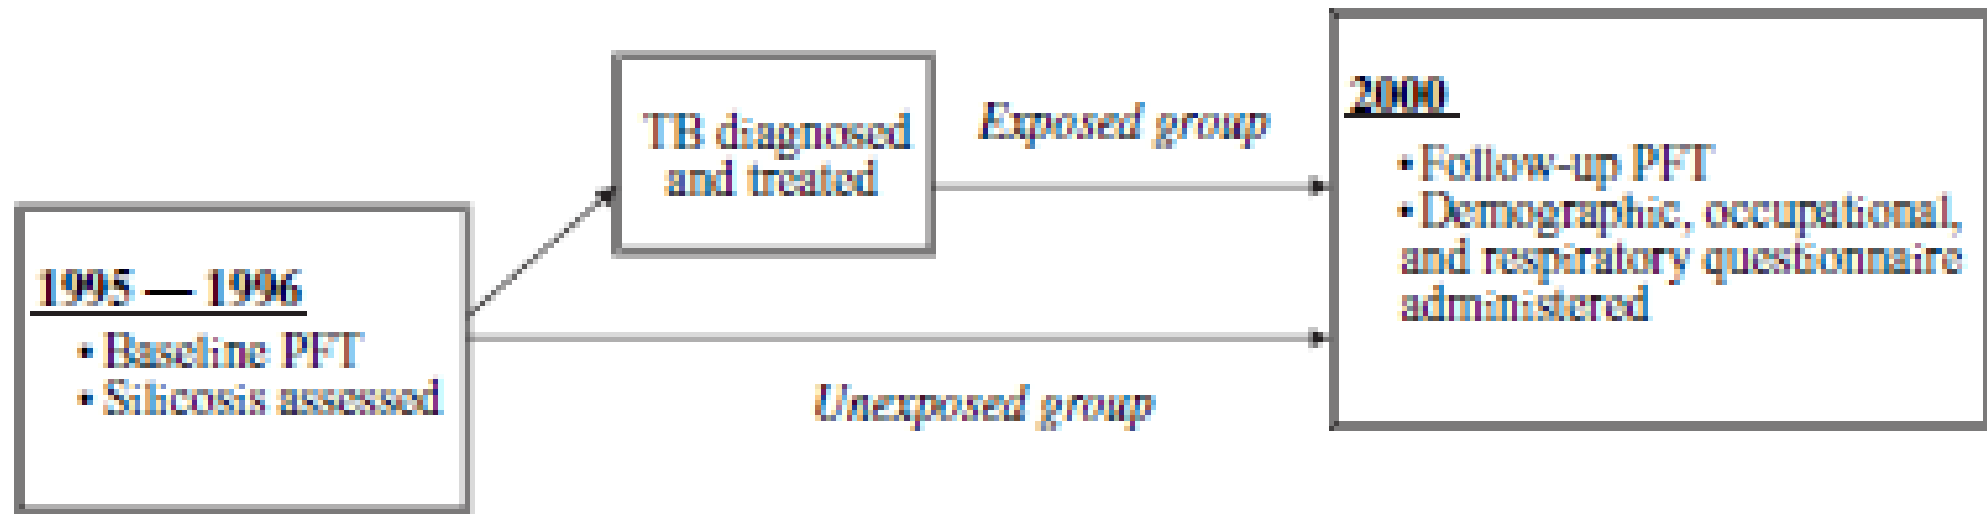 1995 — 1996
• Baseline PFT
• Silicosis assessed
TB diagnosed
and treated
Exposed group
Unexposed group
2000
• Follow-up PFT
• Demographic, occupational,
and respiratory questionnaire
administered